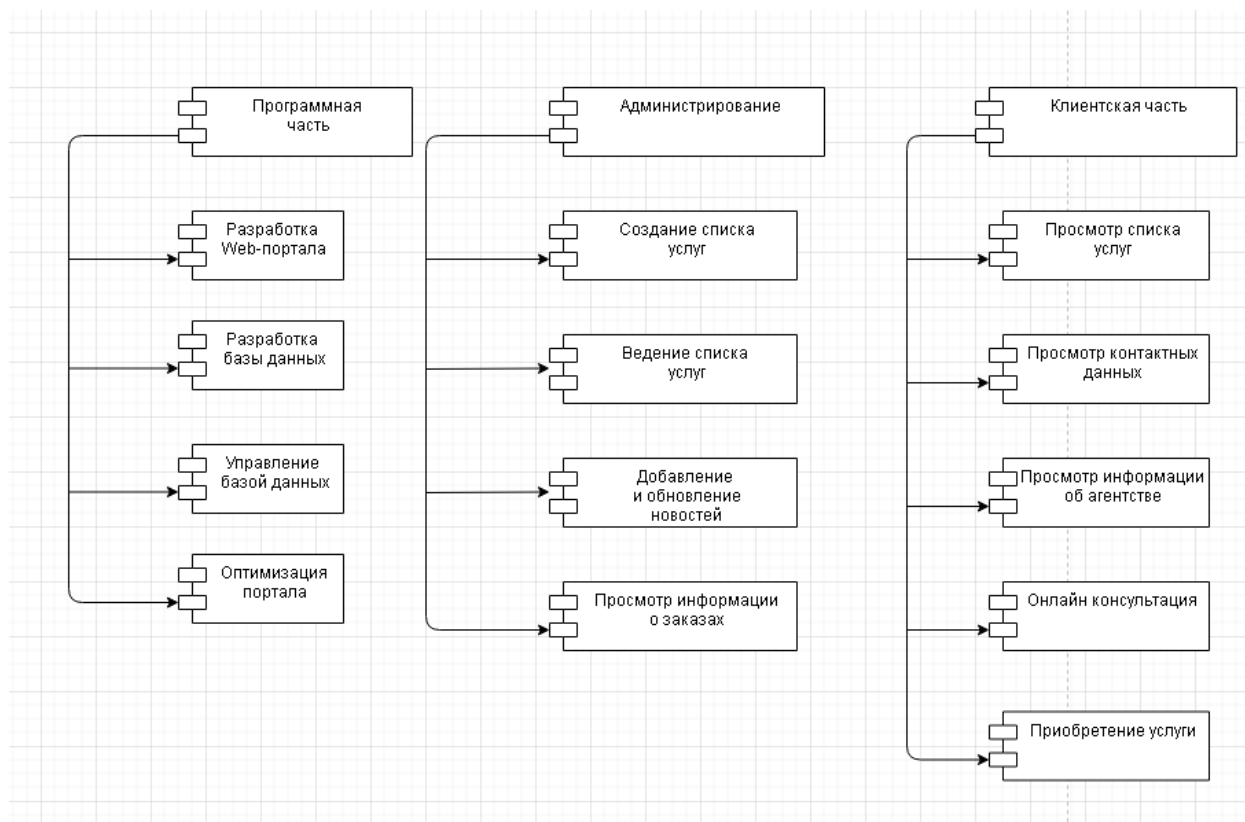 Программная
часть
Разработка
Web-портала
Разработка
базы данных
Управление
базой данных
Оптимизация
портала
Администрирование
Создание списка
услуг
Ведение списка
услуг
Добавление
и обновление
новостей
Просмотр информации
о заказах
Клиентская часть
Просмотр списка
услуг
Просмотр контактных
данных
Просмотр информации
об агентстве
Онлайн консультация
Приобретение услуги